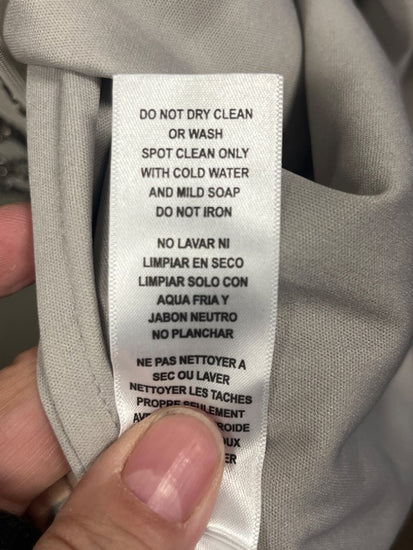 DO NOT DRY CLEAN
OR WASH
SPOT CLEAN ONLY
WITH COLD WATER
AND MILD SOAP
DO NOT IRON
NO LAVAR NI
LIMPIAR EN SECO
LIMPIAR SOLO CON
AQUA FRIA Y
JABON NEUTRO
NO PLANCHAR
NE PAS NETTOYER A
SEC OU LAVER
NETTOYER LES TACHES
PROPRE SEULEMENT